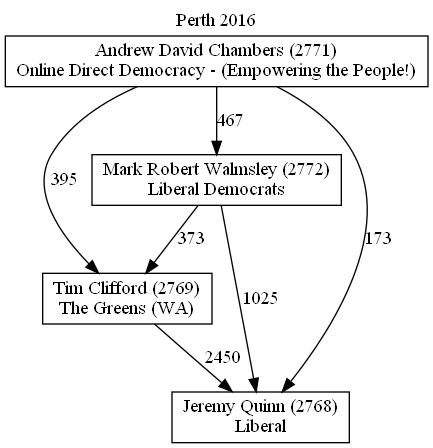 Perth 2016
Andrew David Chambers (2771)
Online Direct Democracy - (Empowering the People!)
467
Mark Robert Walmsley (2772)
Liberal Democrats
395
373
173
Tim Clifford (2769)
The Greens (WA)
1025
2450
Jeremy Quinn (2768)
Liberal